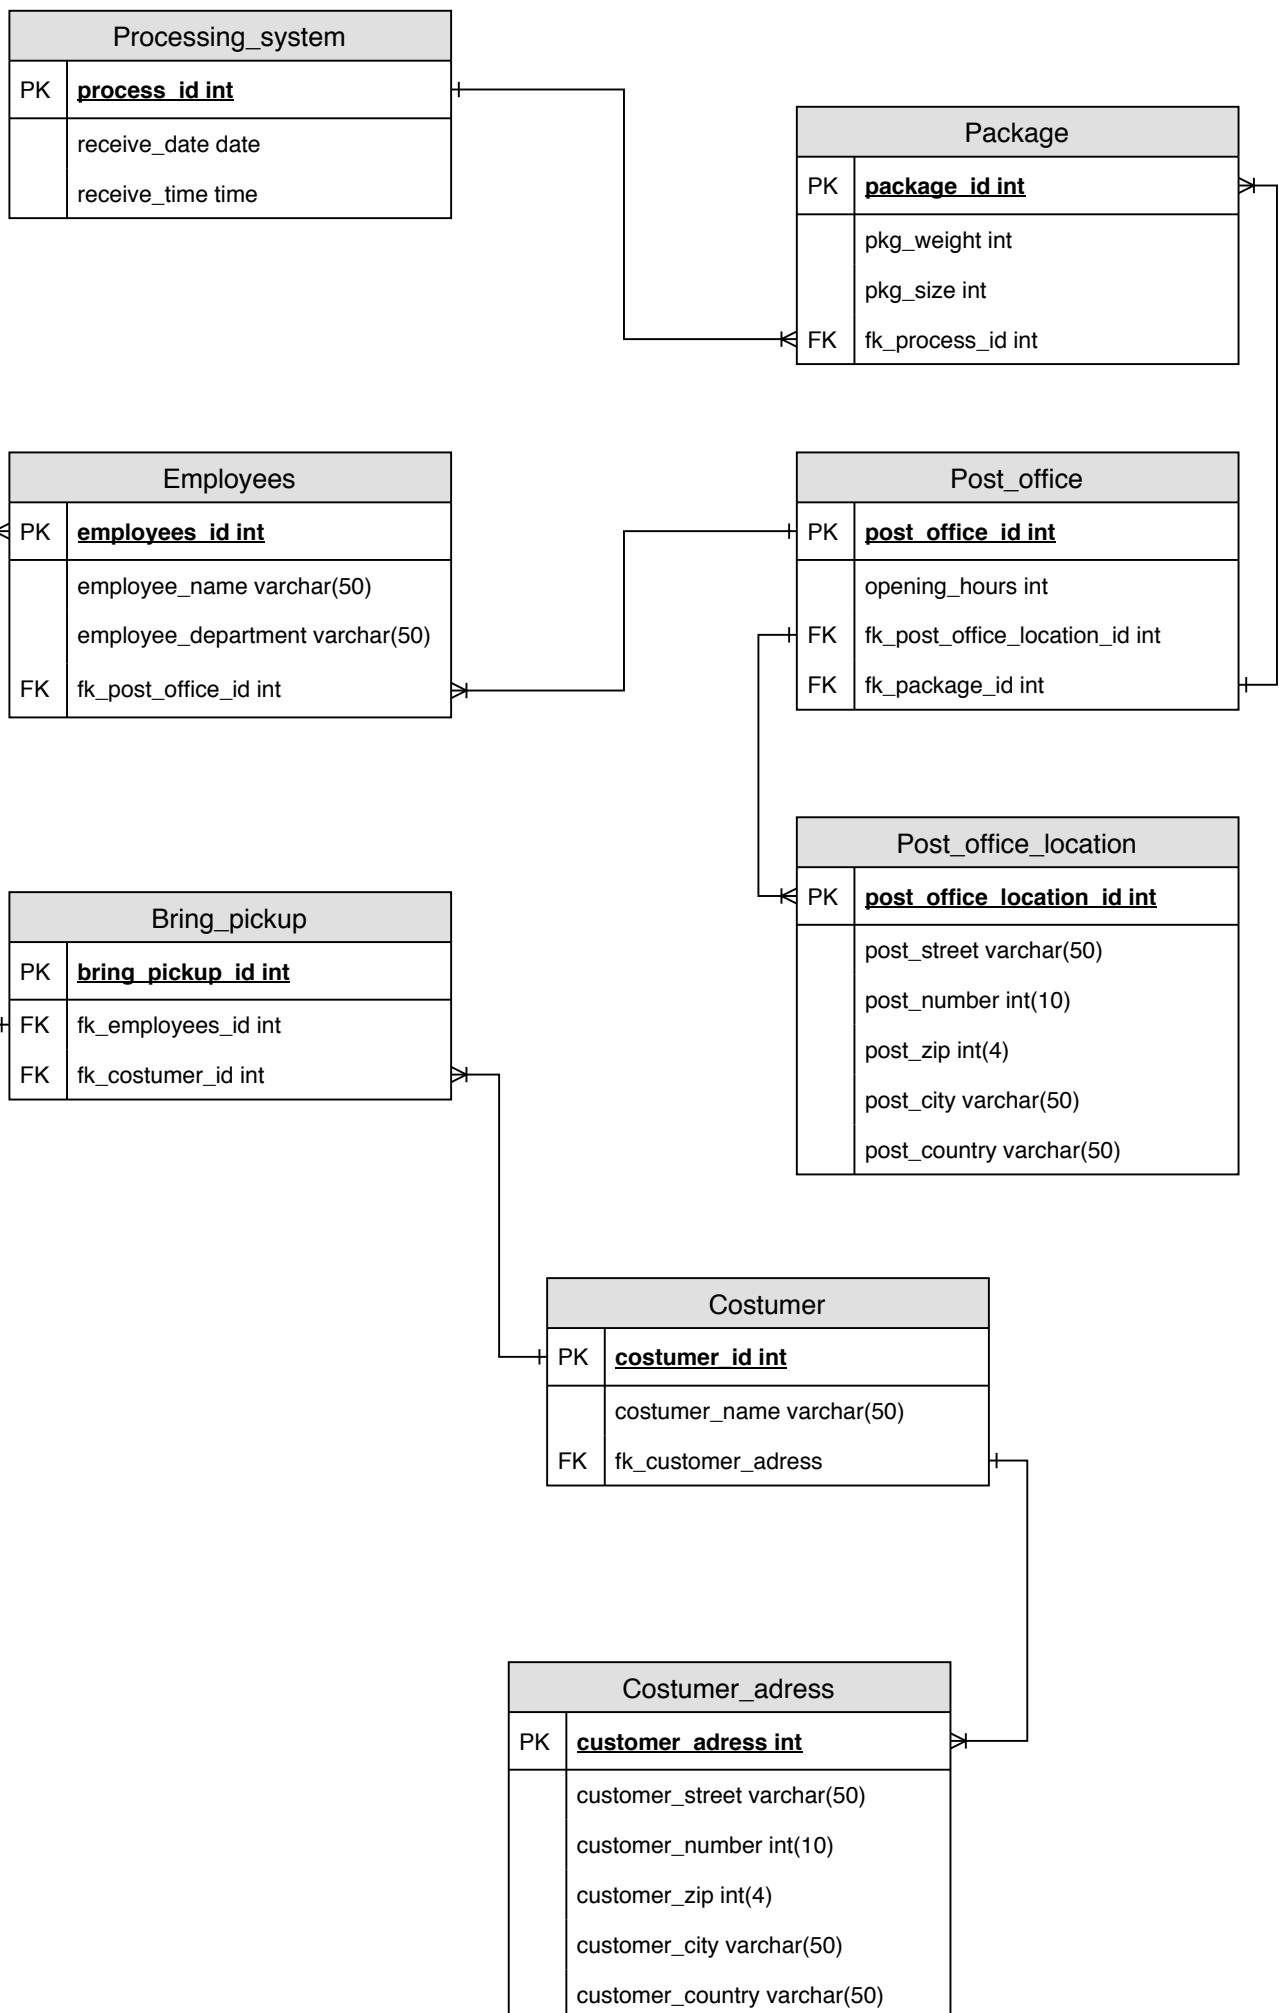 Processing_system
PK process_id int
receive_date date
receive_time time
Package
PK package_id int
pkg_weight int
pkg_size int
FK fk_process_id int
Employees
PK employees_id int
employee_name varchar(50)
employee_department varchar(50)
FK fk_post_office_id int
Post_office
PK post_office_id int
opening_hours int
FK fk_post_office_location_id int
FK fk_package_id int
Post_office_location
PK post_office_location_id int
post_street varchar(50)
post_number int(10)
post_zip int(4)
post_city varchar(50)
post_country varchar(50)
Bring_pickup
PK bring_pickup_id int
FK fk_employees_id int
FK fk_costumer_id int
Costumer
PK costumer_id int
costumer_name varchar(50)
FK fk_customer_adress
Costumer_adress
PK customer_adress int
customer_street varchar(50)
customer_number int(10)
customer_zip int(4)
customer_city varchar(50)
customer_country varchar(50)